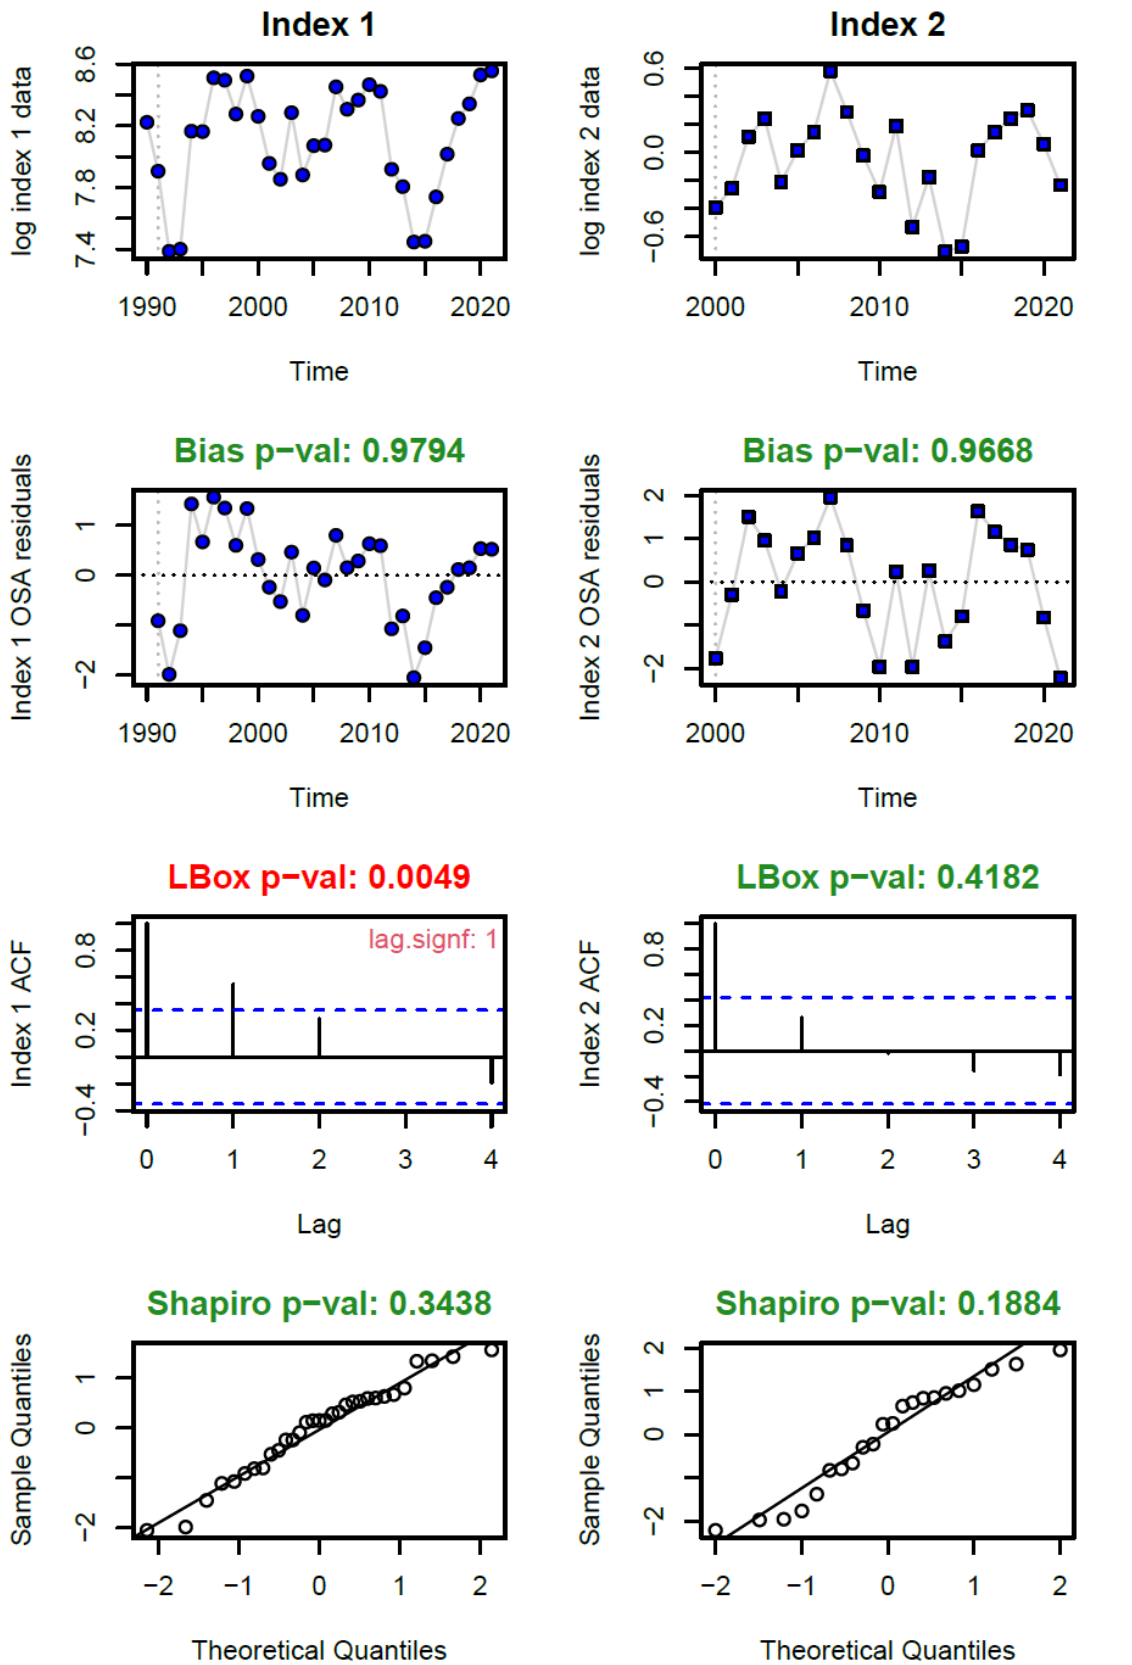 Index 1
Index 2
log index 1 data
8.6
8.2
7.8
7.4
1990 2000 2010 2020
Time
log index 2 data
0.6
0.0
−0.6
2000 2010 2020
Time
Bias p−val: 0.9794
Bias p−val: 0.9668
Index 1 OSA residuals
1
0
−2
1990 2000 2010 2020
Time
Index 2 OSA residuals
2
1
0
−2
2000 2010 2020
Time
LBox p−val: 0.0049
LBox p−val: 0.4182
Index 1 ACF
0.8
0.2
−0.4
lag.signf: 1
0 1 2 3 4
Lag
Index 2 ACF
0.8
0.2
−0.4
0 1 2 3 4
Lag
Shapiro p−val: 0.3438
Shapiro p−val: 0.1884
Sample Quantiles
1
0
−2
−2 −1 0 1 2
Theoretical Quantiles
Sample Quantiles
2
1
0
−2
−2 −1 0 1 2
Theoretical Quantiles